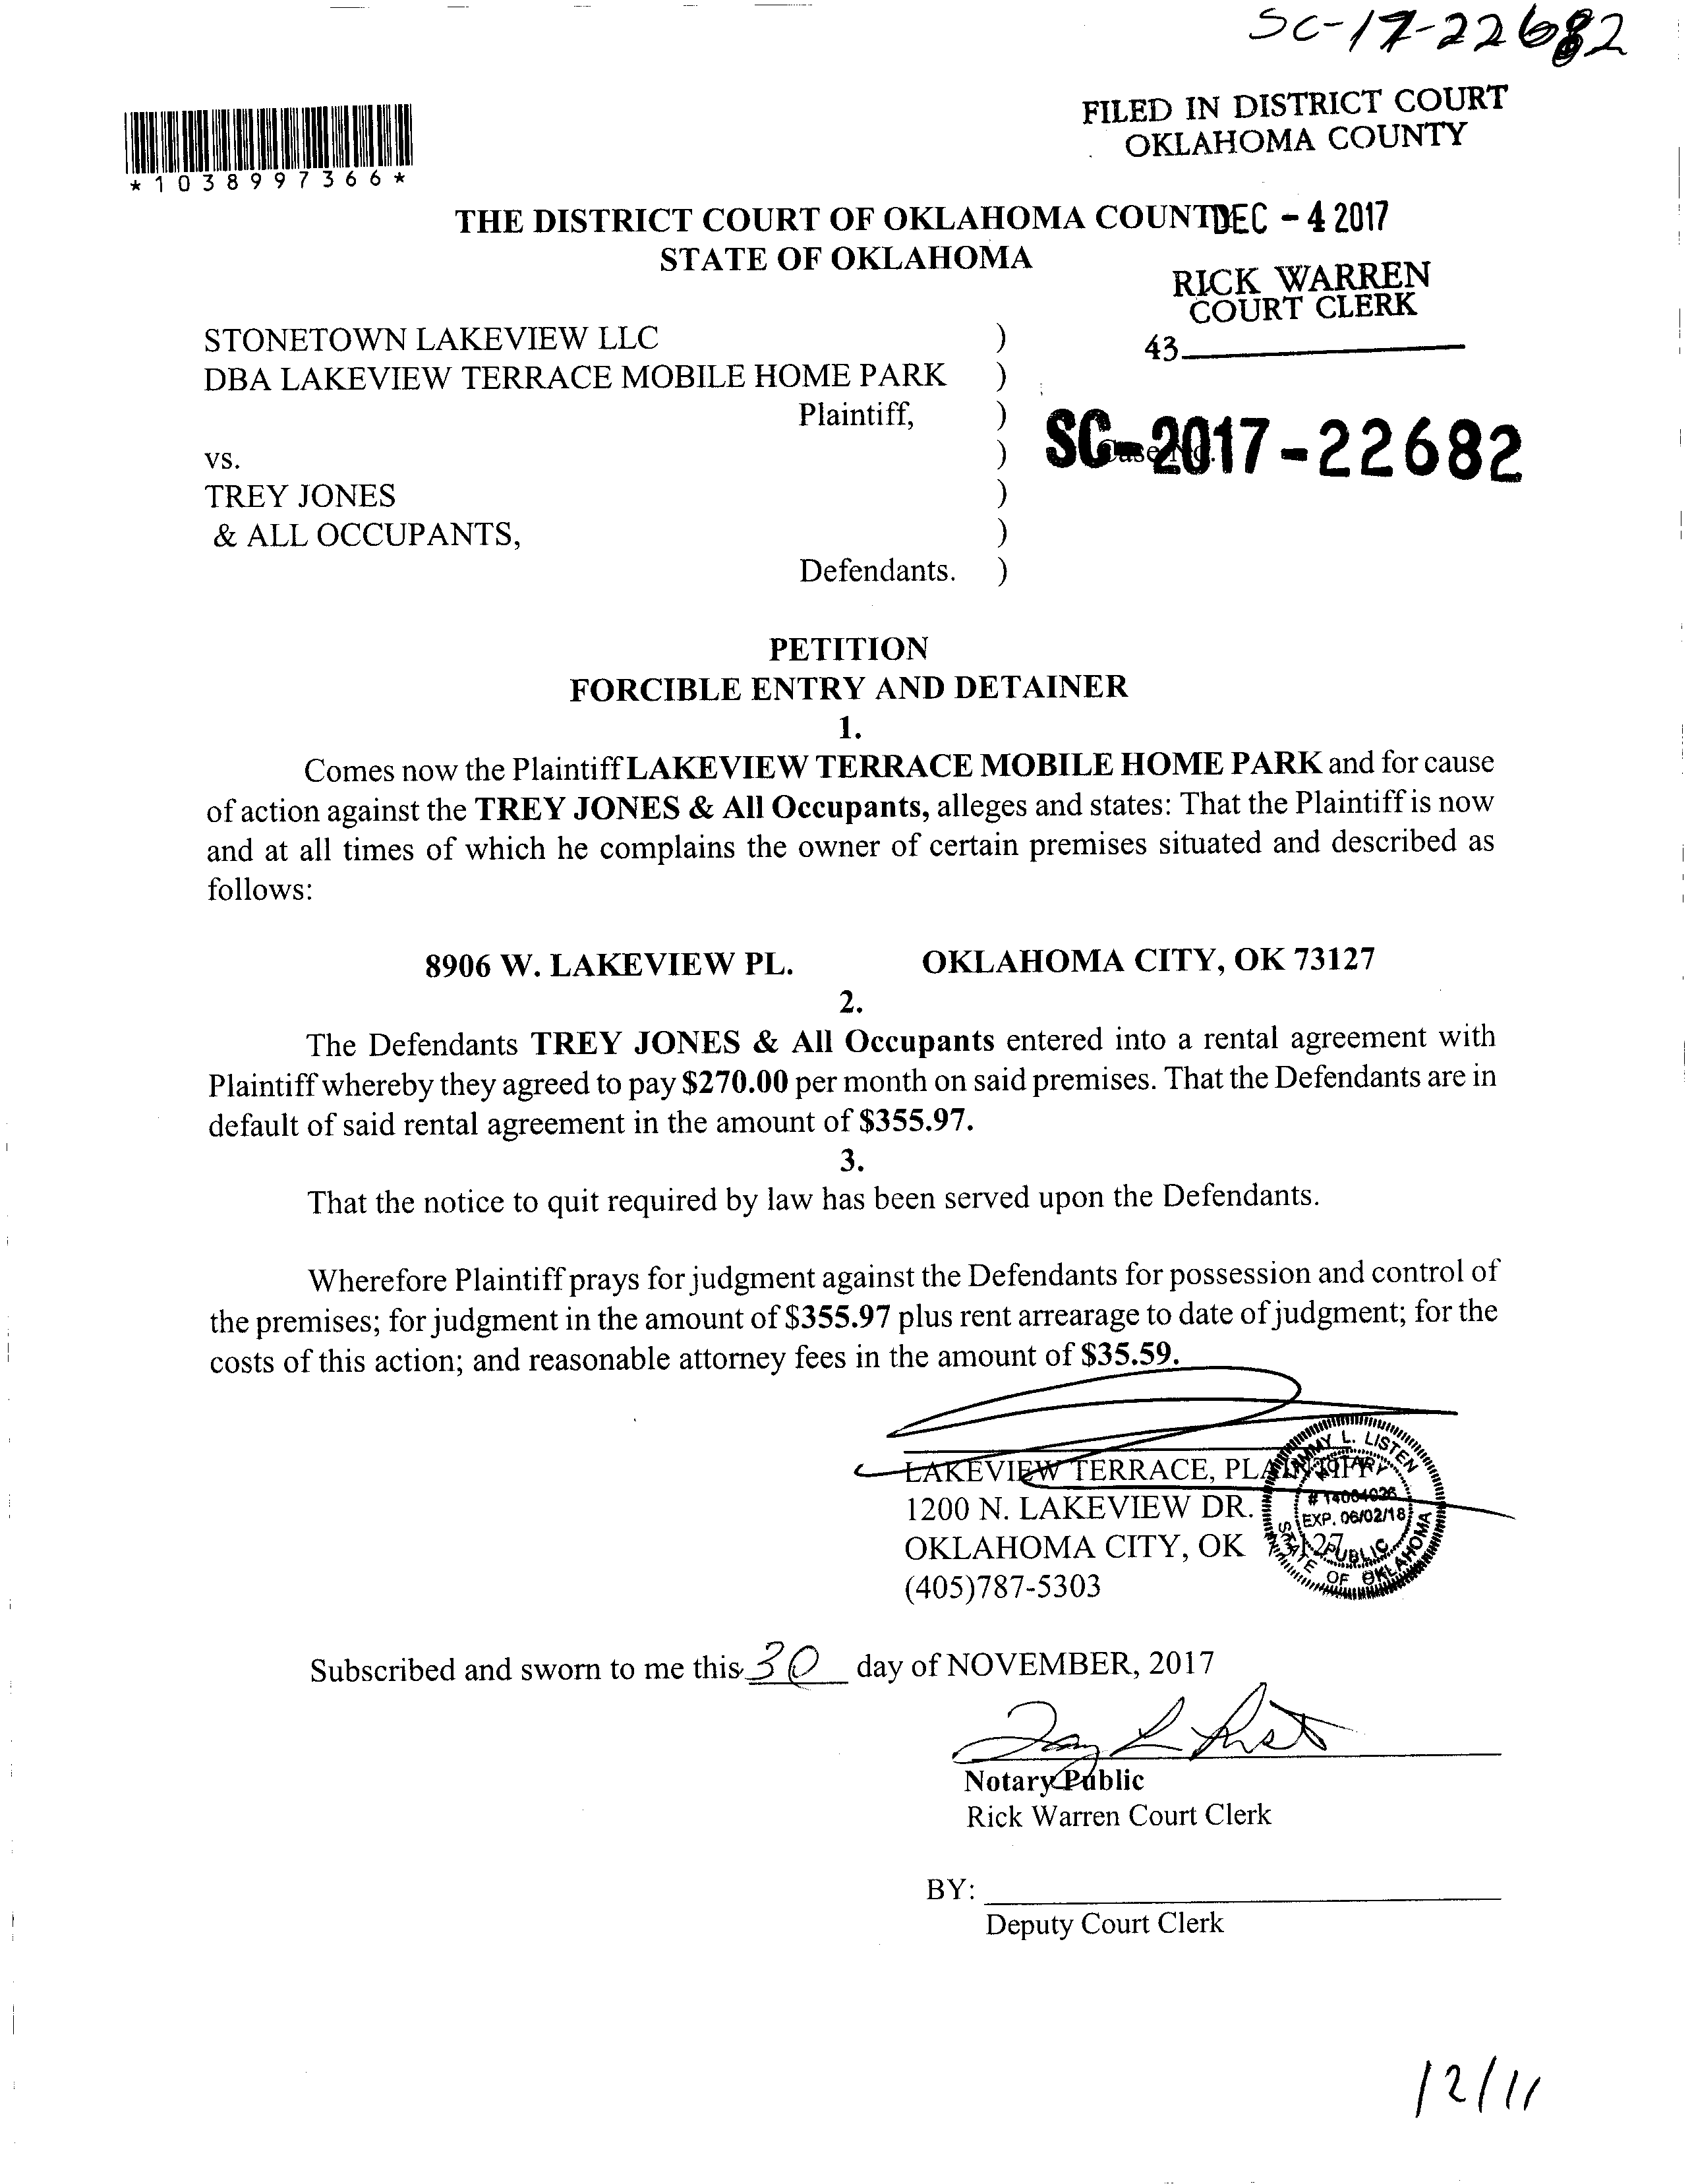 SC-17-22682
FILED IN DISTRICT COURT
OKLAHOMA COUNTY
*1038997366*
THE DISTRICT COURT OF OKLAHOMA COUNTY
DEC - 4 2017
STATE OF OKLAHOMA
RICK WARREN
COURT CLERK
43
STONETOWN LAKEVIEW LLC )
DBA LAKEVIEW TERRACE MOBILE HOME PARK )
Plaintiff, )
SC-2017-22682
Case No.
vs. )
TREY JONES )
& ALL OCCUPANTS, )
Defendants. )
PETITION
FORCIBLE ENTRY AND DETAINER
1.
Comes now the Plaintiff LAKEVIEW TERRACE MOBILE HOME PARK and for cause
of action against the TREY JONES & All Occupants, alleges and states: That the Plaintiff is now
and at all times of which he complains the owner of certain premises situated and described as
follows:
8906 W. LAKEVIEW PL. OKLAHOMA CITY, OK 73127
2.
The Defendants TREY JONES & All Occupants entered into a rental agreement with
Plaintiff whereby they agreed to pay $270.00 per month on said premises. That the Defendants are in
default of said rental agreement in the amount of $355.97.
3.
That the notice to quit required by law has been served upon the Defendants.
Wherefore Plaintiff prays for judgment against the Defendants for possession and control of
the premises; for judgment in the amount of $355.97 plus rent arrearage to date of judgment; for the
costs of this action; and reasonable attorney fees in the amount of $35.59.
LAKEVIEW TERRACE, PLAINTIFF
1200 N. LAKEVIEW DR.
OKLAHOMA CITY, OK 73127
(405)787-5303
TAMMY L. LISTEN
NOTARY
# 14004026
EXP. 06/02/18
PUBLIC
STATE OF OKLAHOMA
Subscribed and sworn to me this 30 day of NOVEMBER, 2017
Notary Public
Rick Warren Court Clerk
BY:
Deputy Court Clerk
12/11